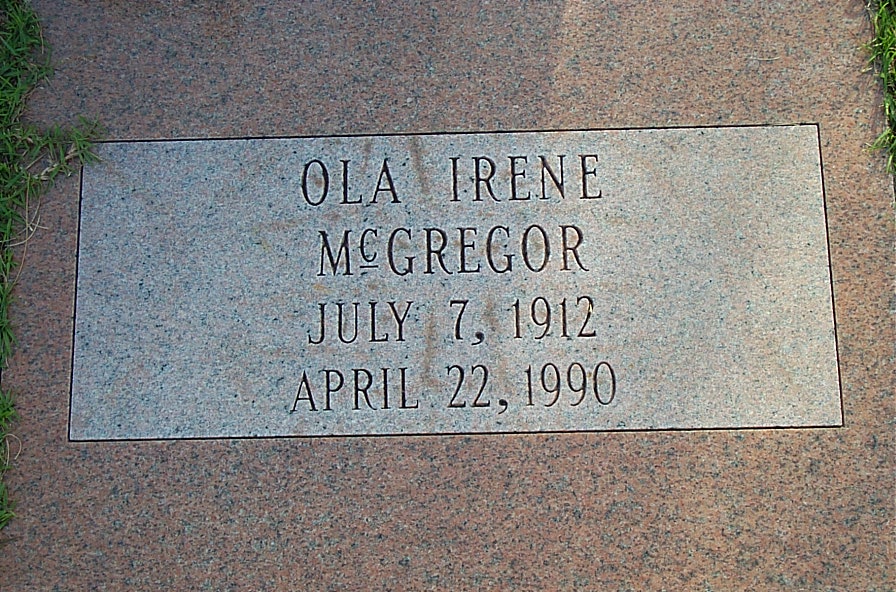 OLA IRENE
McGREGOR
JULY 7, 1912
APRIL 22, 1990